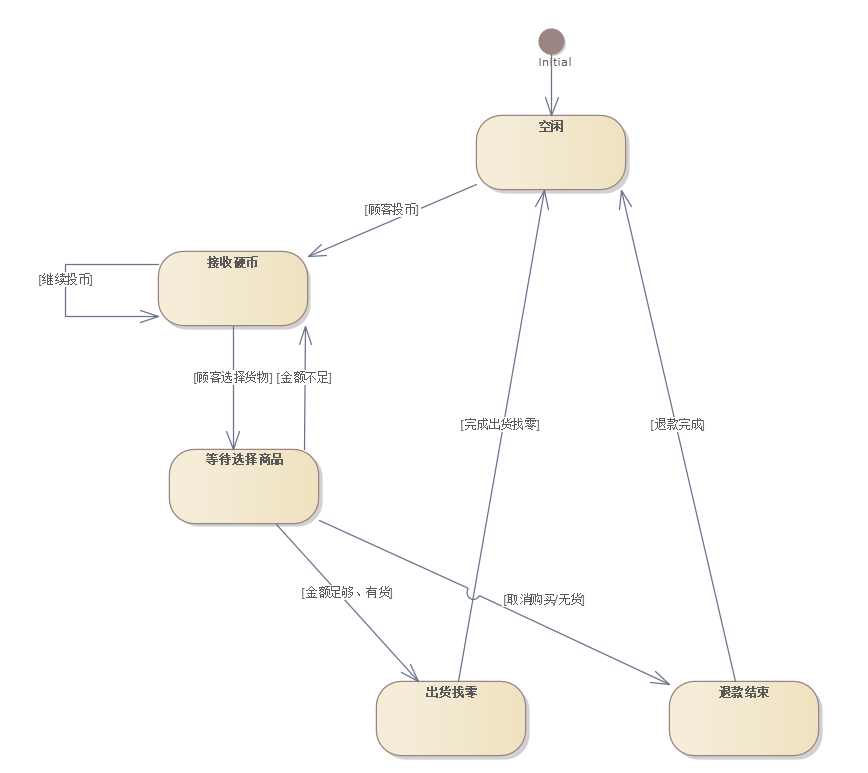 Initial
空闲
[顾客投币]
接收硬币
[继续投币]
[顾客选择货物]
[金额不足]
[完成出货找零]
[退款完成]
等待选择商品
[金额足够、有货]
[取消购买/无货]
出货找零
退款结束